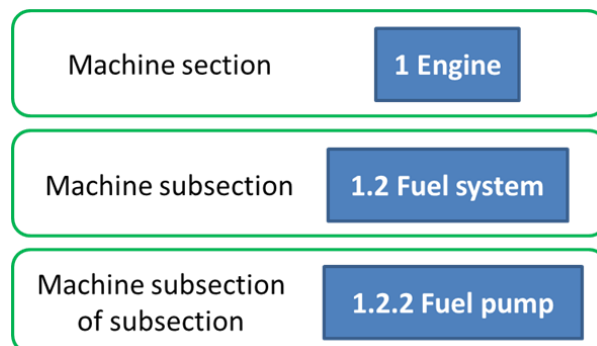 Machine section
1 Engine
Machine subsection
1.2 Fuel system
Machine subsection
of subsection
1.2.2 Fuel pump